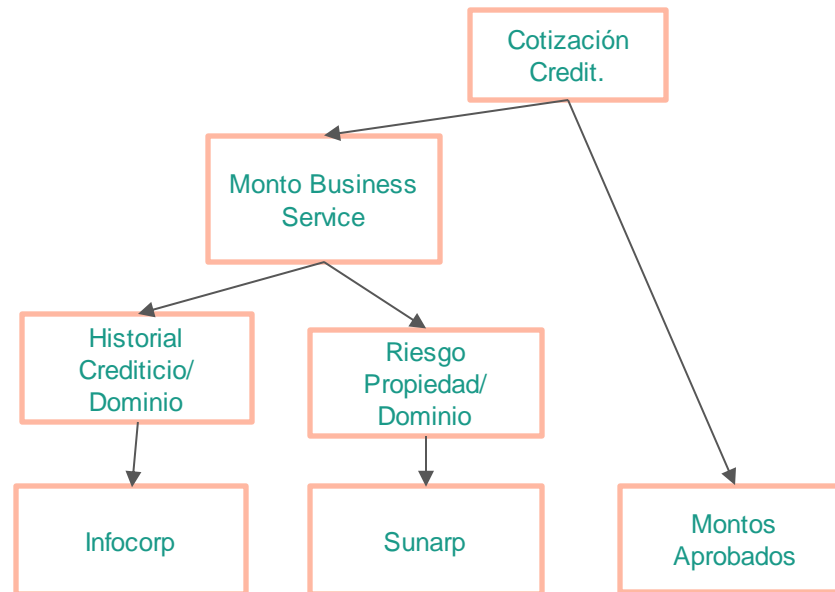 Cotización
Credit.
Monto Business
Service
Historial
Crediticio/
Dominio
Riesgo
Propiedad/
Dominio
Infocorp
Sunarp
Montos
Aprobados